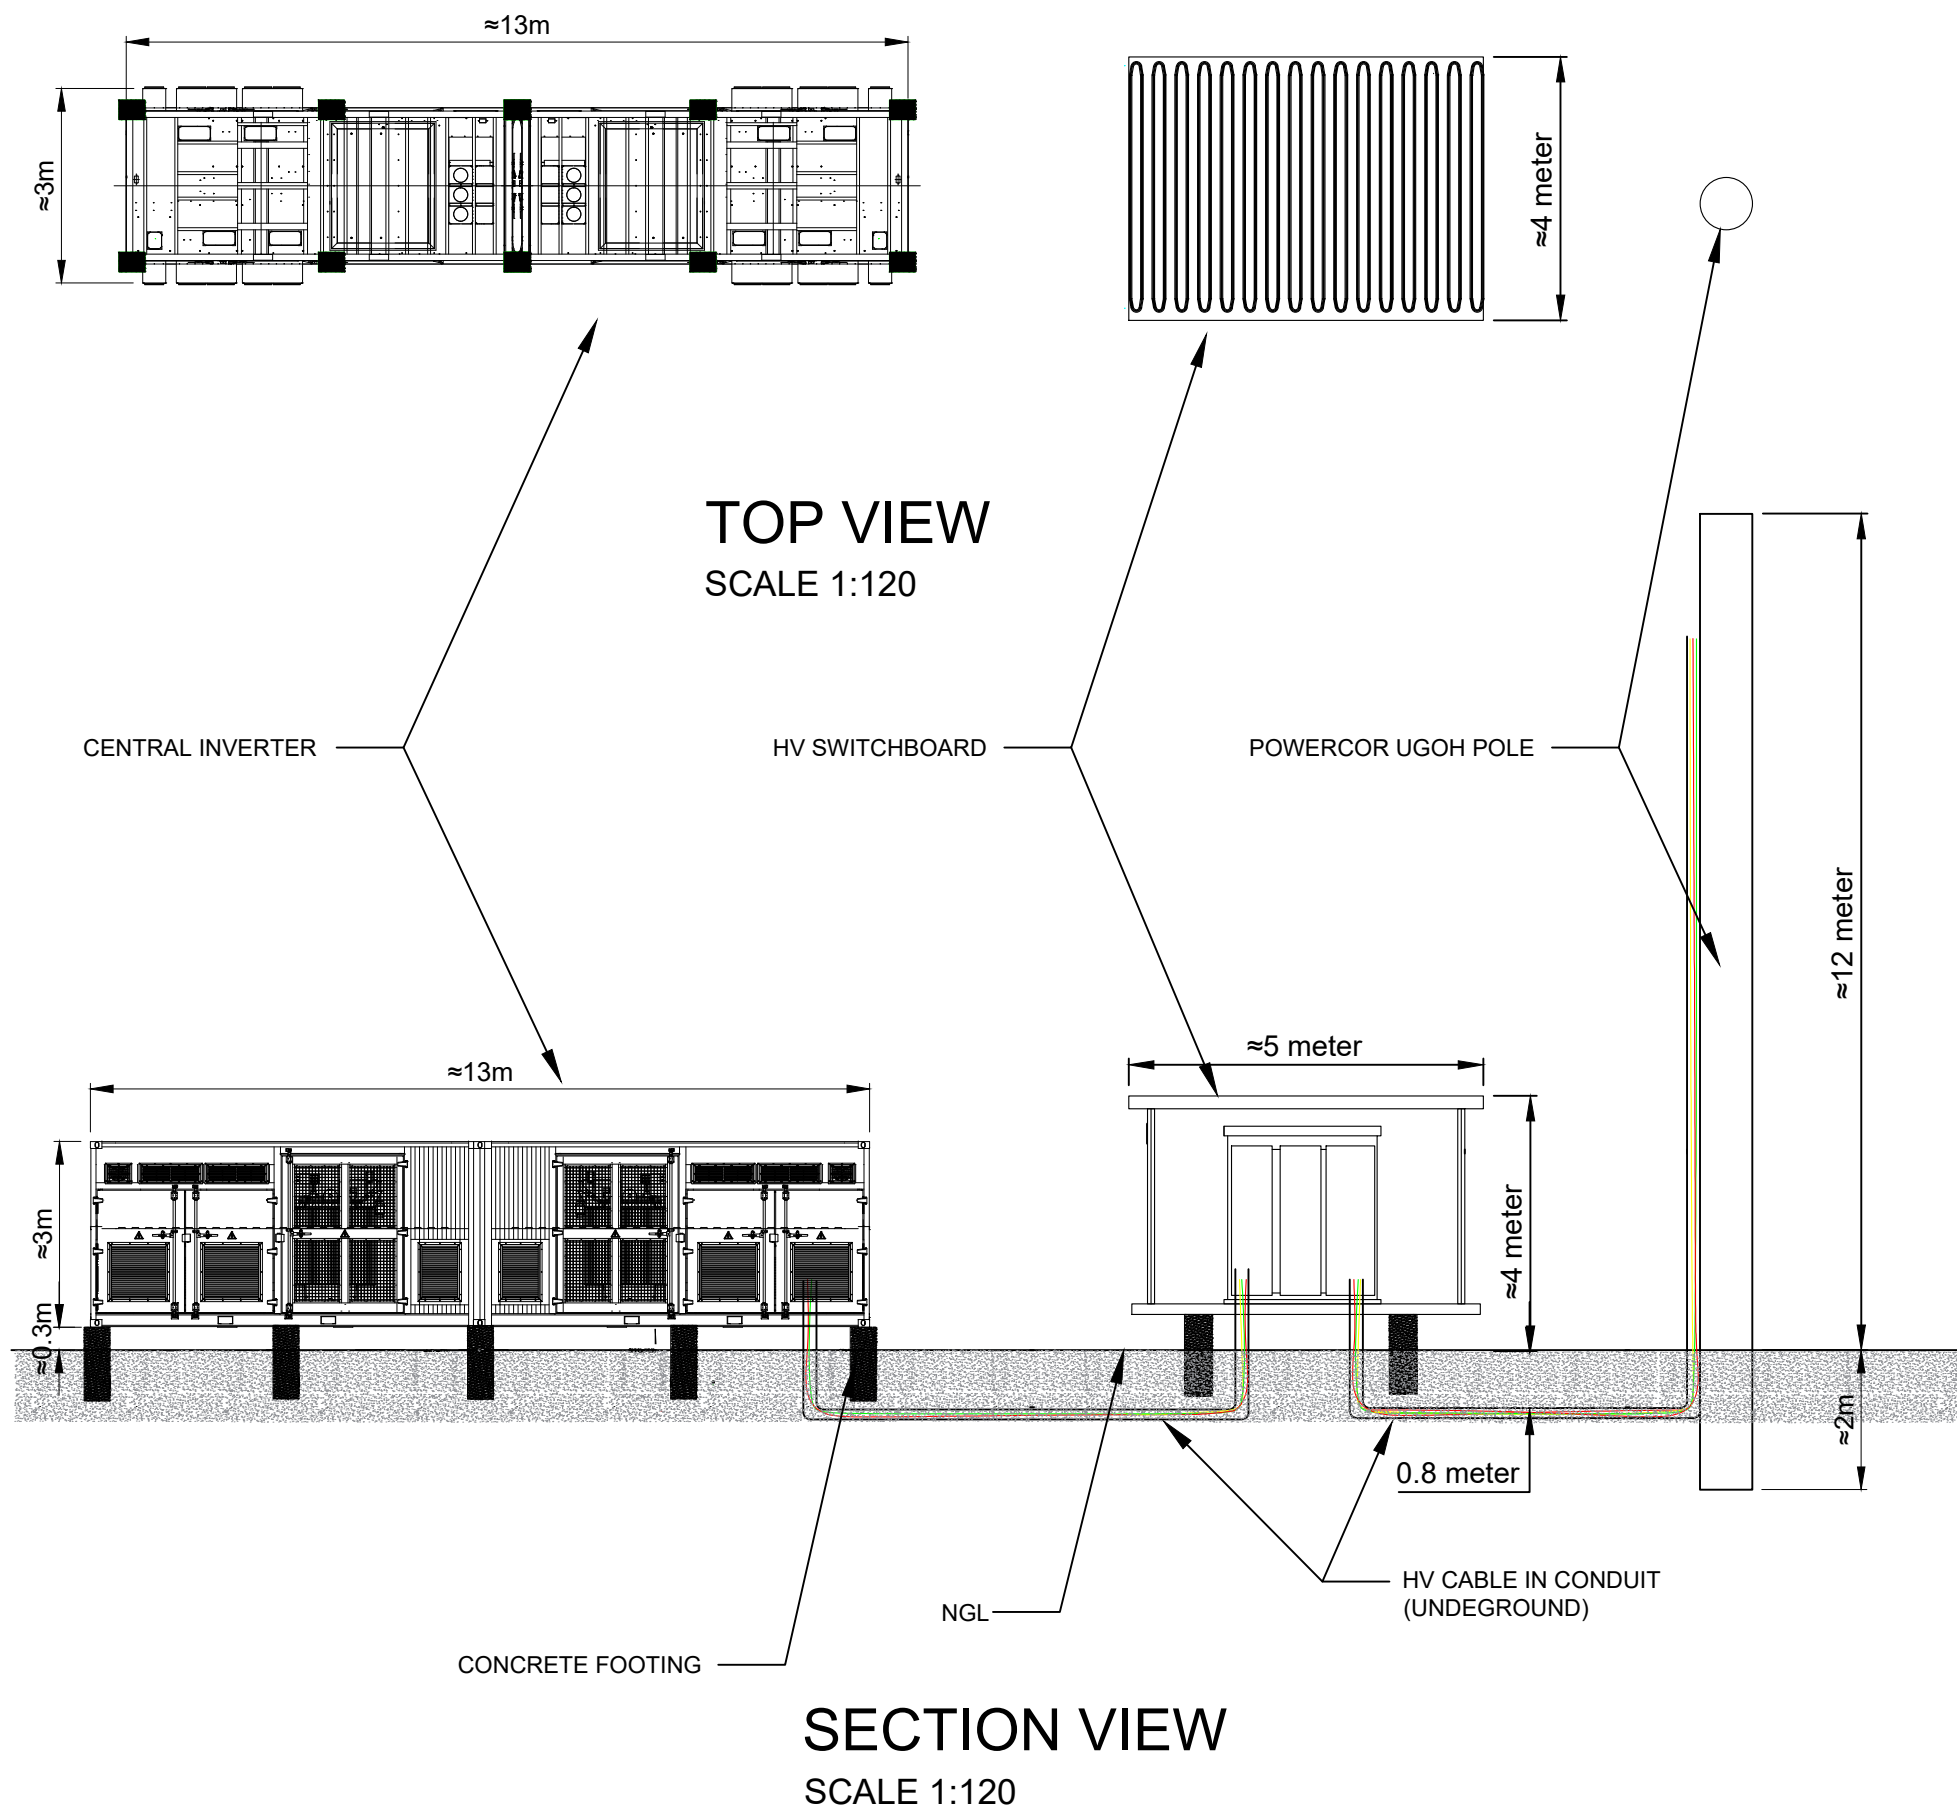 ≈13m
≈3m
≈4 meter
TOP VIEW
SCALE 1:120
CENTRAL INVERTER
HV SWITCHBOARD
POWERCOR UGOH POLE
≈12 meter
≈5 meter
≈13m
≈3m
≈4 meter
≈0.3m
≈2m
0.8 meter
HV CABLE IN CONDUIT
(UNDEGROUND)
NGL
CONCRETE FOOTING
SECTION VIEW
SCALE 1:120